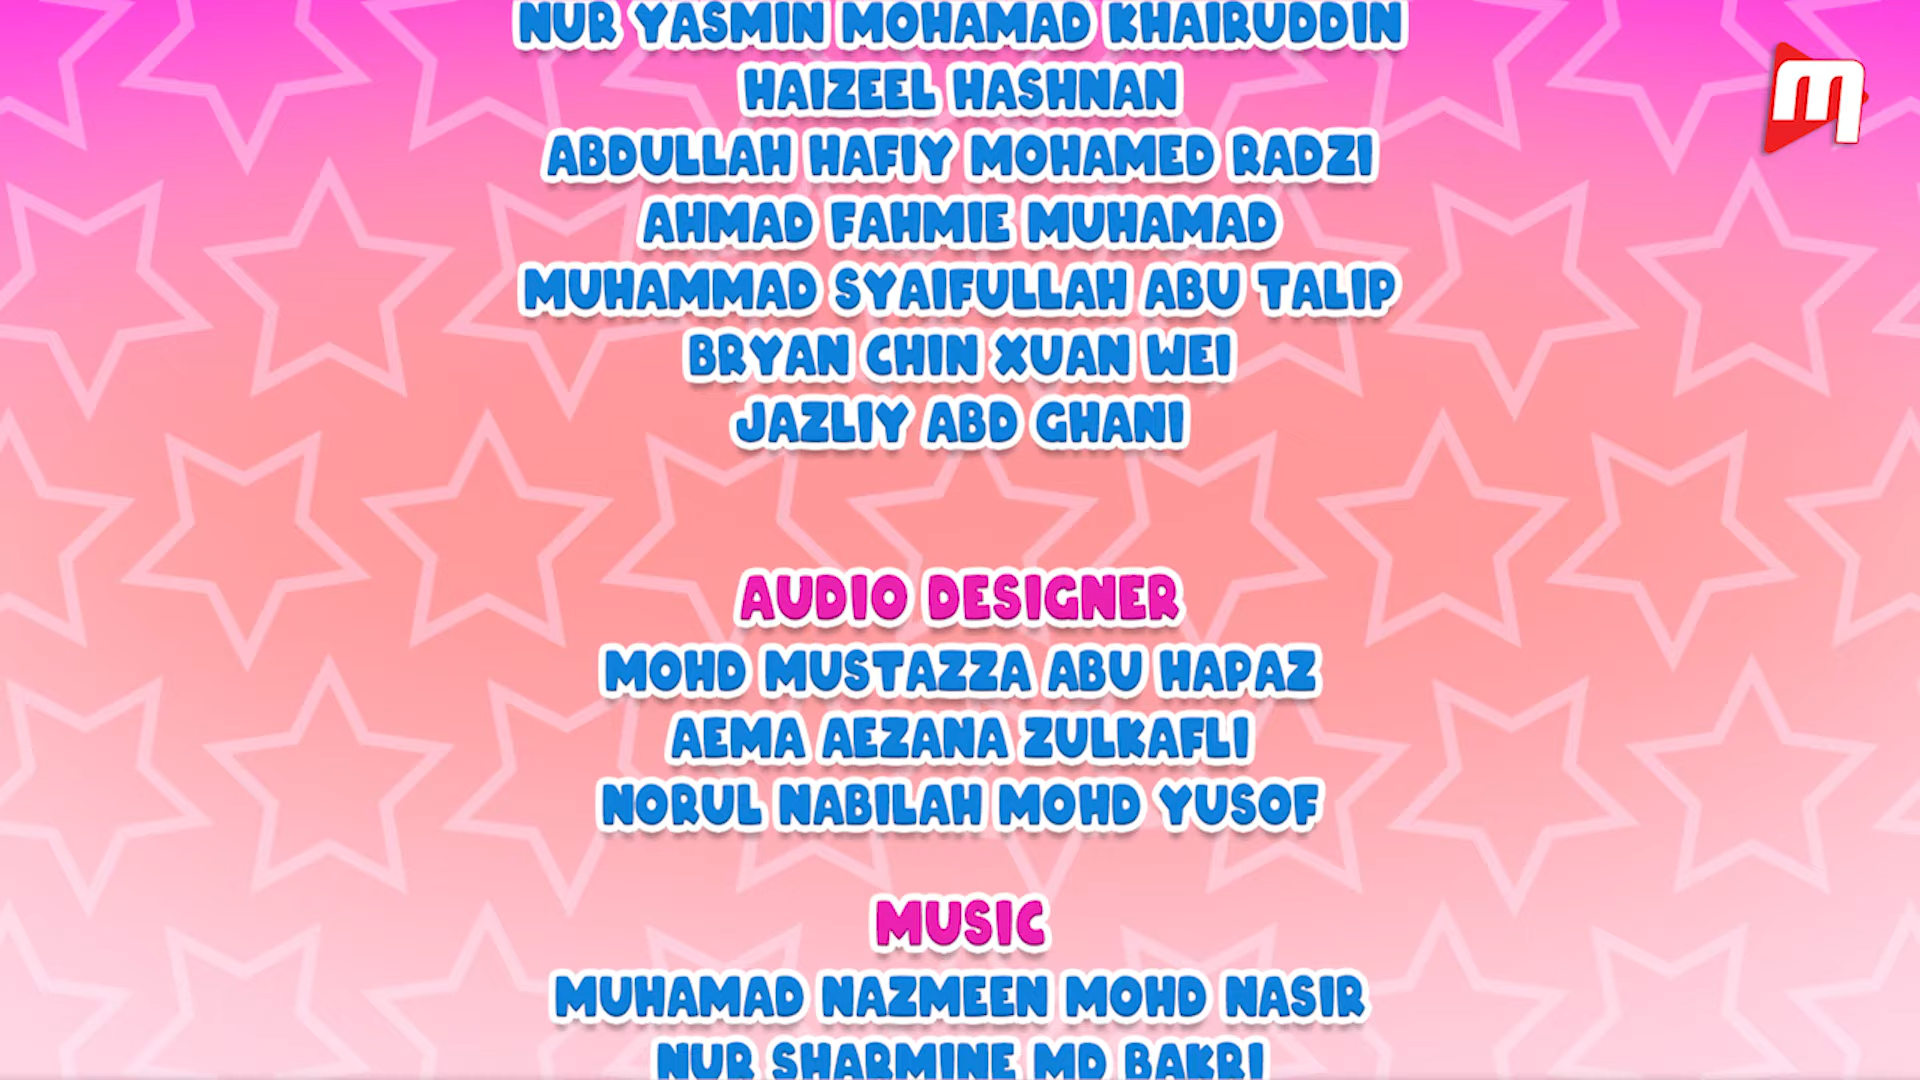 NUR YASMIN MOHAMAD KHAIRUDDIN
HAIZEEL HASHNAN
ABDULLAH HAFIY MOHAMED RADZI
AHMAD FAHMIE MUHAMAD
MUHAMMAD SYAIFULLAH ABU TALIP
BRYAN CHIN XUAN WEI
JAZLIY ABD GHANI
AUDIO DESIGNER
MOHD MUSTAZZA ABU HAPAZ
AEMA AEZANA ZULKAFLI
NORUL NABILAH MOHD YUSOF
MUSIC
MUHAMAD NAZMEEN MOHD NASIR
NUR SHARMINE MD BAKRI